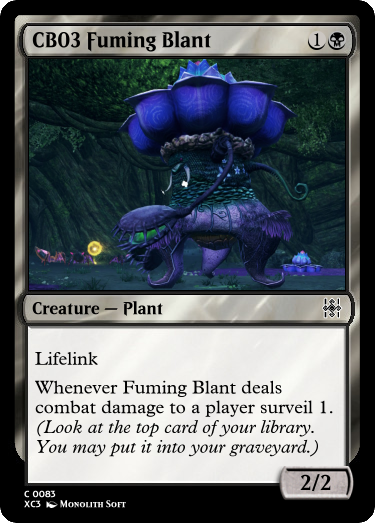 CB03 Fuming Blant 1
Creature — Plant
Lifelink
Whenever Fuming Blant deals
combat damage to a player surveil 1.
(Look at the top card of your library.
You may put it into your graveyard.)
2/2
C 0083
XC3 Monolith Soft